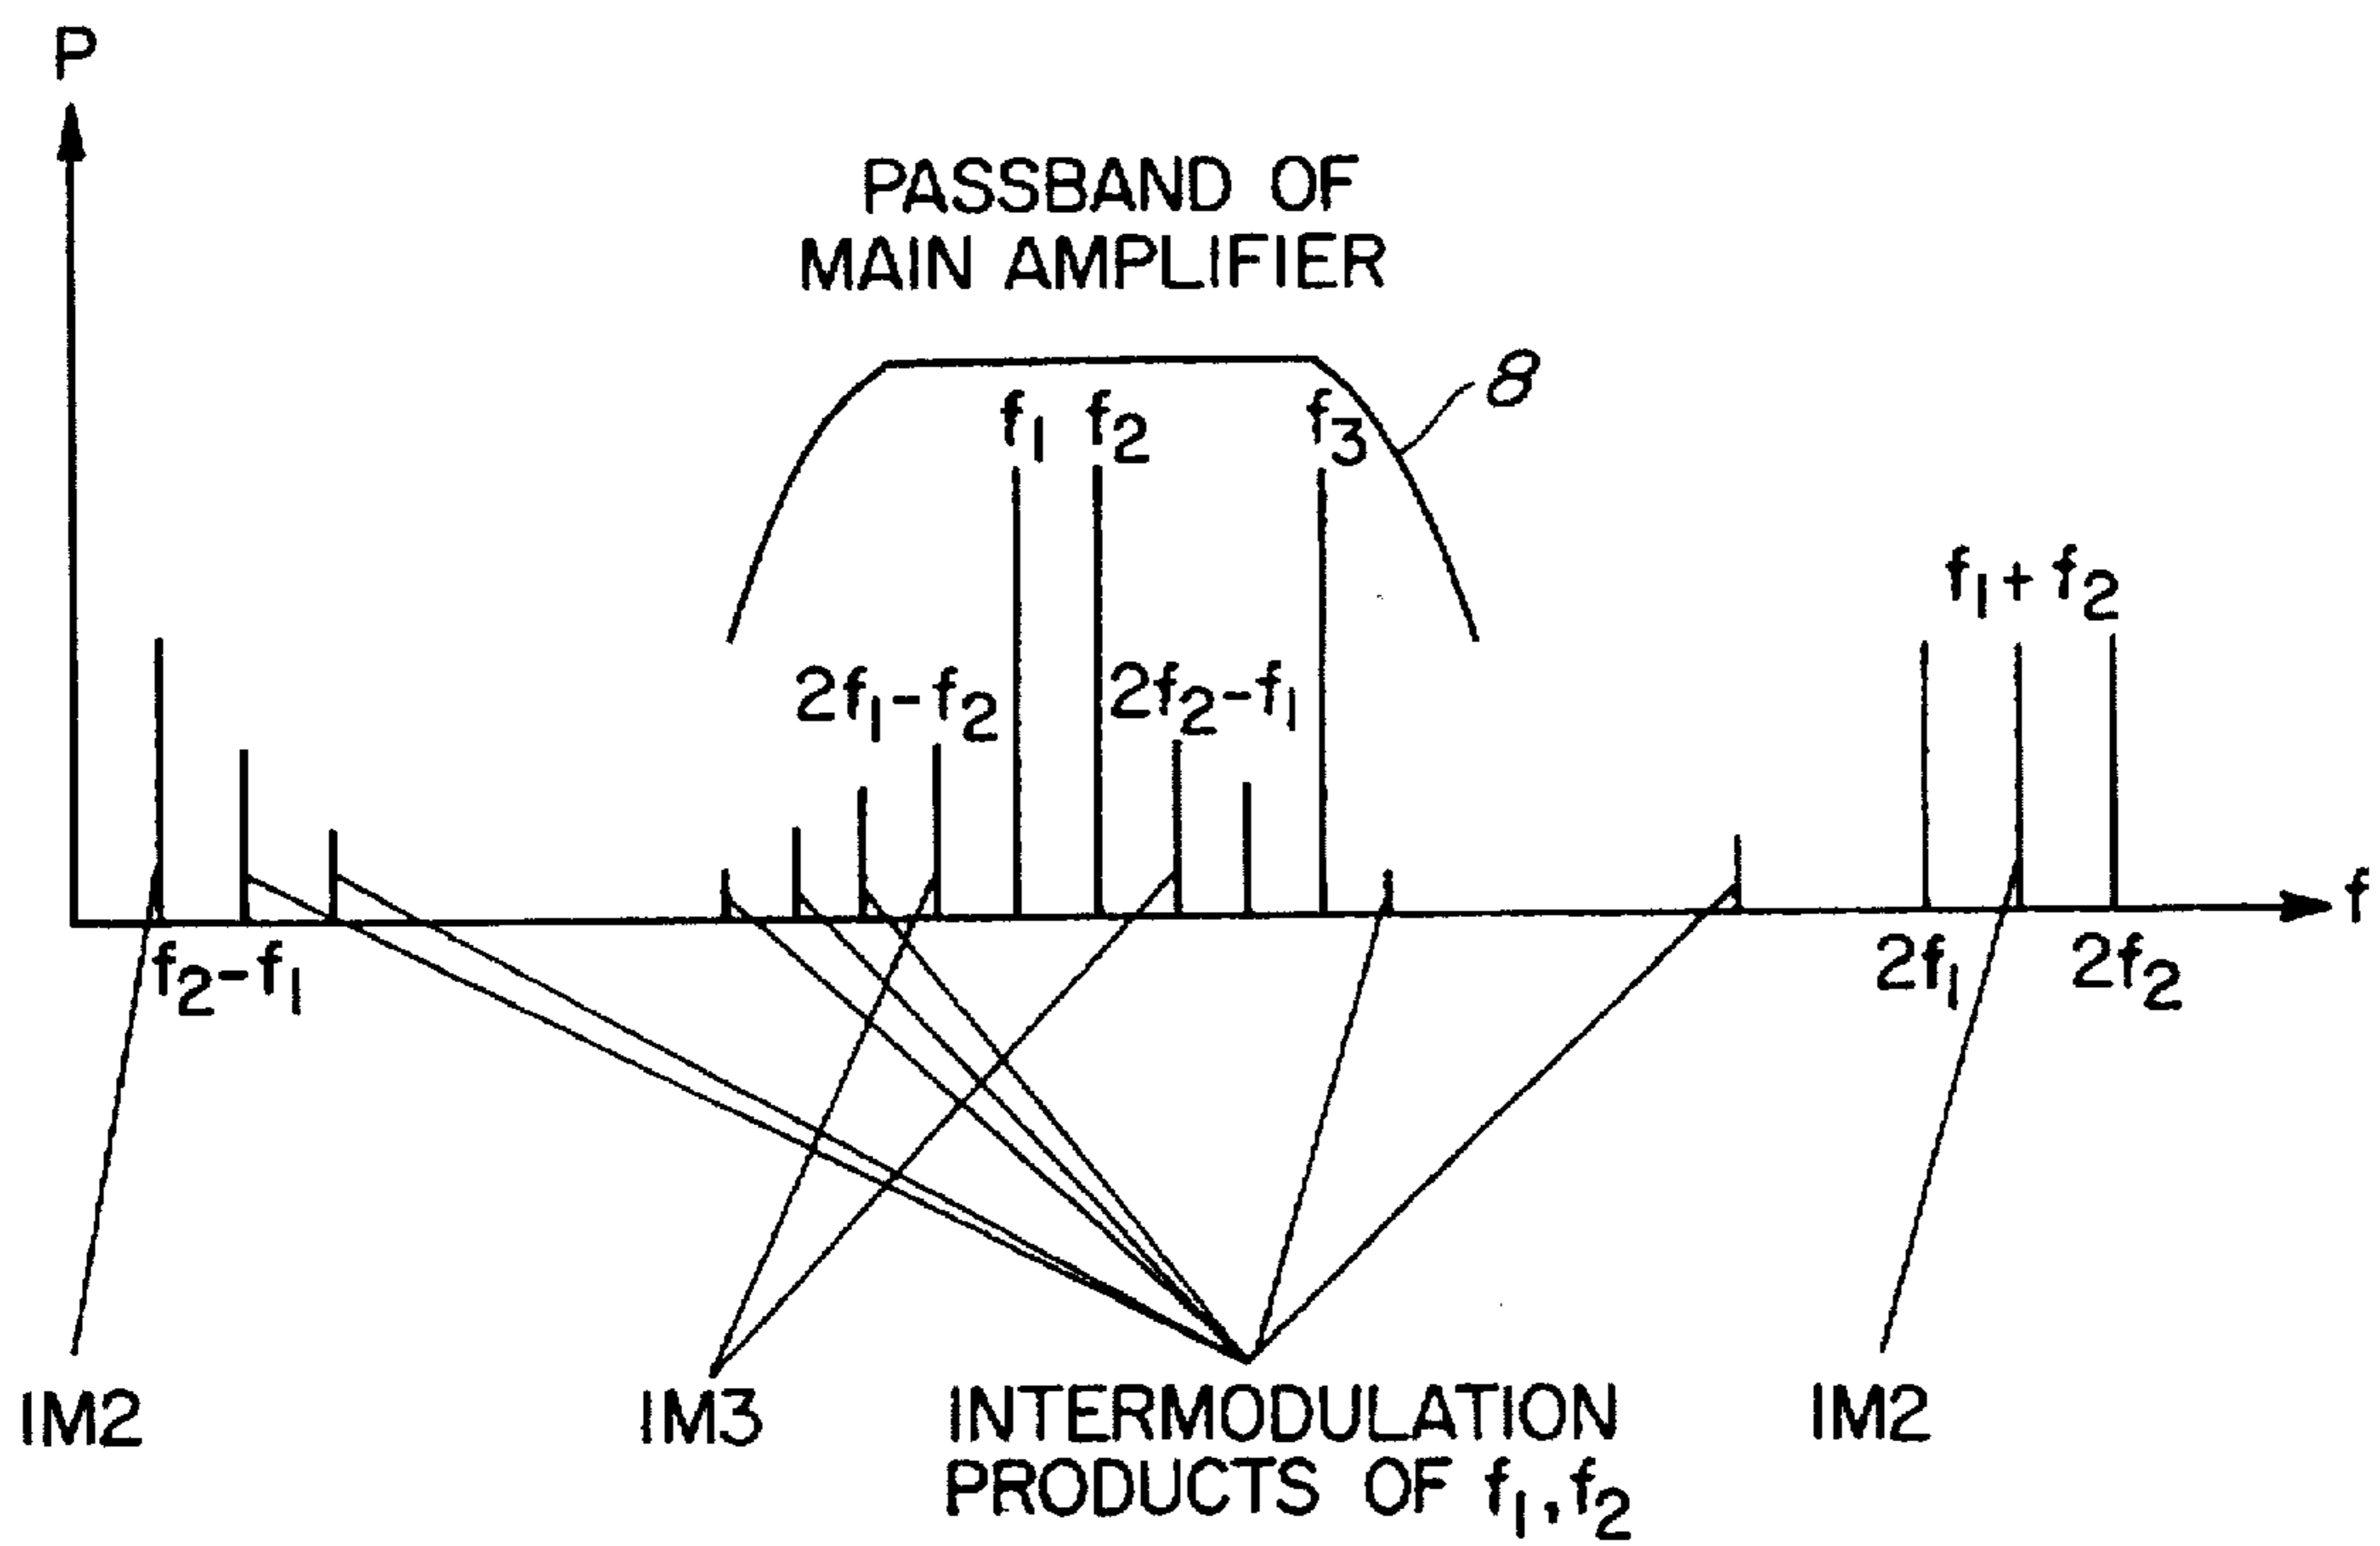 P
PASSBAND OF
MAIN AMPLIFIER
8
f1 f2 f3
f1+f2
2f1-f2 2f2-f1
f
f2-f1 2f1 2f2
IM2 IM3 INTERMODULATION IM2
PRODUCTS OF f1,f2